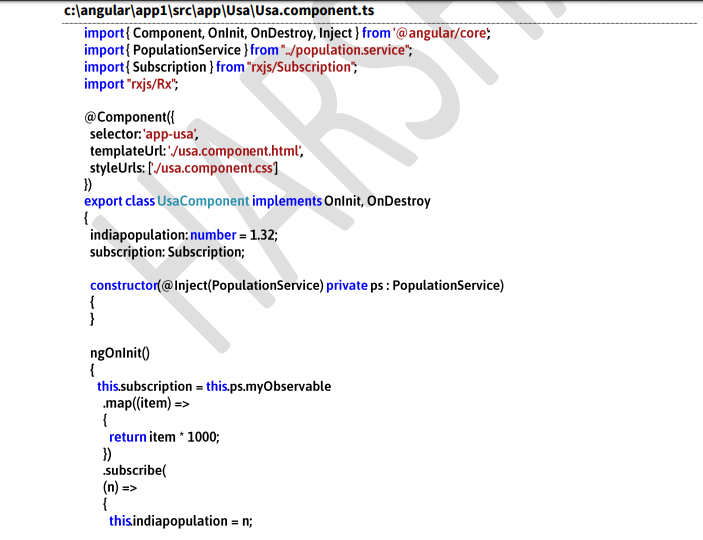 c:\angular\app1\src\app\Usa\Usa.component.ts
import { Component, OnInit, OnDestroy, Inject } from '@angular/core';
import { PopulationService } from "../population.service";
import { Subscription } from "rxjs/Subscription";
import "rxjs/Rx";
@Component({
selector: 'app-usa',
templateUrl: './usa.component.html',
styleUrls: ['./usa.component.css']
})
export class UsaComponent implements OnInit, OnDestroy
{
indiapopulation: number = 1.32;
subscription: Subscription;
constructor(@Inject(PopulationService) private ps : PopulationService)
{
}
ngOnInit()
{
this.subscription = this.ps.myObservable
.map((item) =>
{
return item * 1000;
})
.subscribe(
(n) =>
{
this.indiapopulation = n;